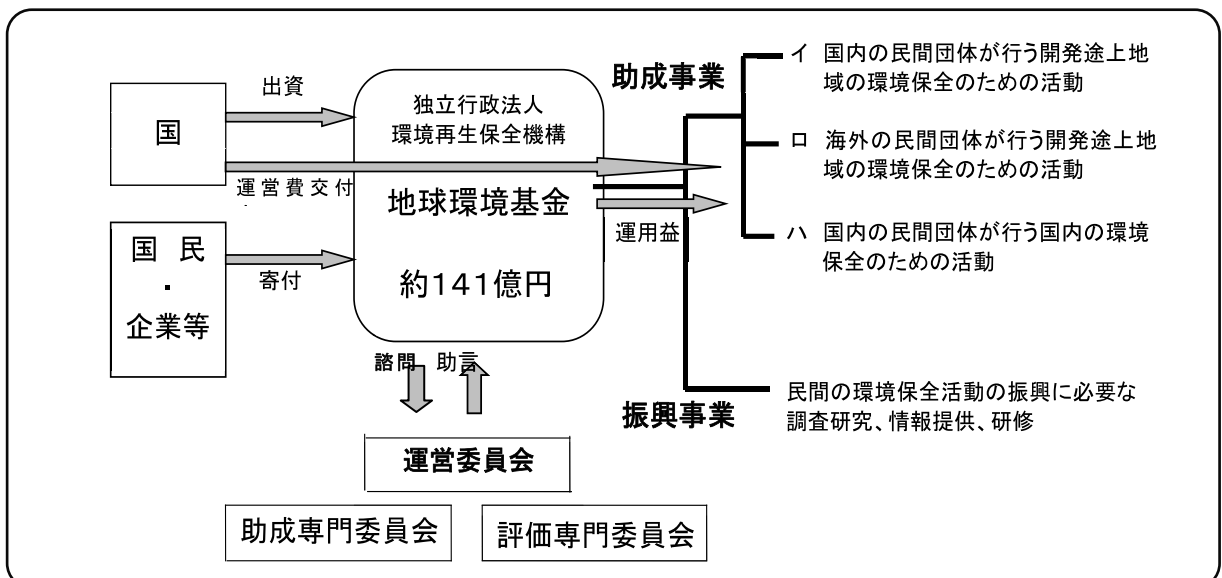 国
出資
運営費交付
国 民
・
企業等
寄付
独立行政法人
環境再生保全機構
地球環境基金
約141億円
運用益
諮問 助言
運営委員会
助成専門委員会
評価専門委員会
助成事業
イ 国内の民間団体が行う開発途上地
域の環境保全のための活動
ロ 海外の民間団体が行う開発途上地
域の環境保全のための活動
ハ 国内の民間団体が行う国内の環境
保全のための活動
振興事業
民間の環境保全活動の振興に必要な
調査研究、情報提供、研修